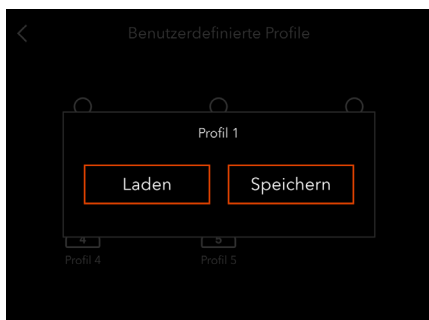 Benutzerdefinierte Profile
Profil 1
Laden
Speichern
4
5
Profil 4
Profil 5